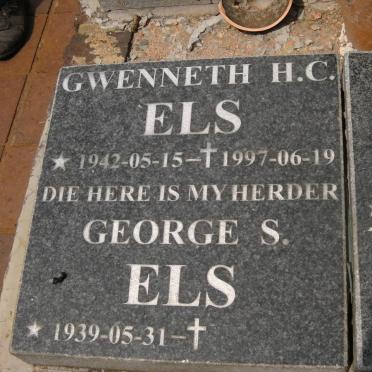 GWENNETH H.C.
ELS
★ 1942-05-15–✝1997-06-19
DIE HERE IS MY HERDER
GEORGE S.
ELS
★ 1939-05-31–✝